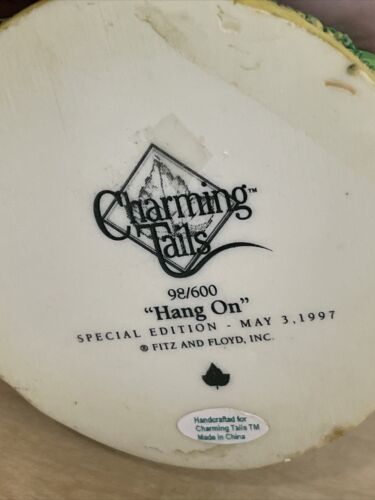 Charming™
Tails
98/600
"Hang On"
SPECIAL EDITION - MAY 3, 1997
® FITZ AND FLOYD, INC.
Handcrafted for
Charming Tails TM
Made in China